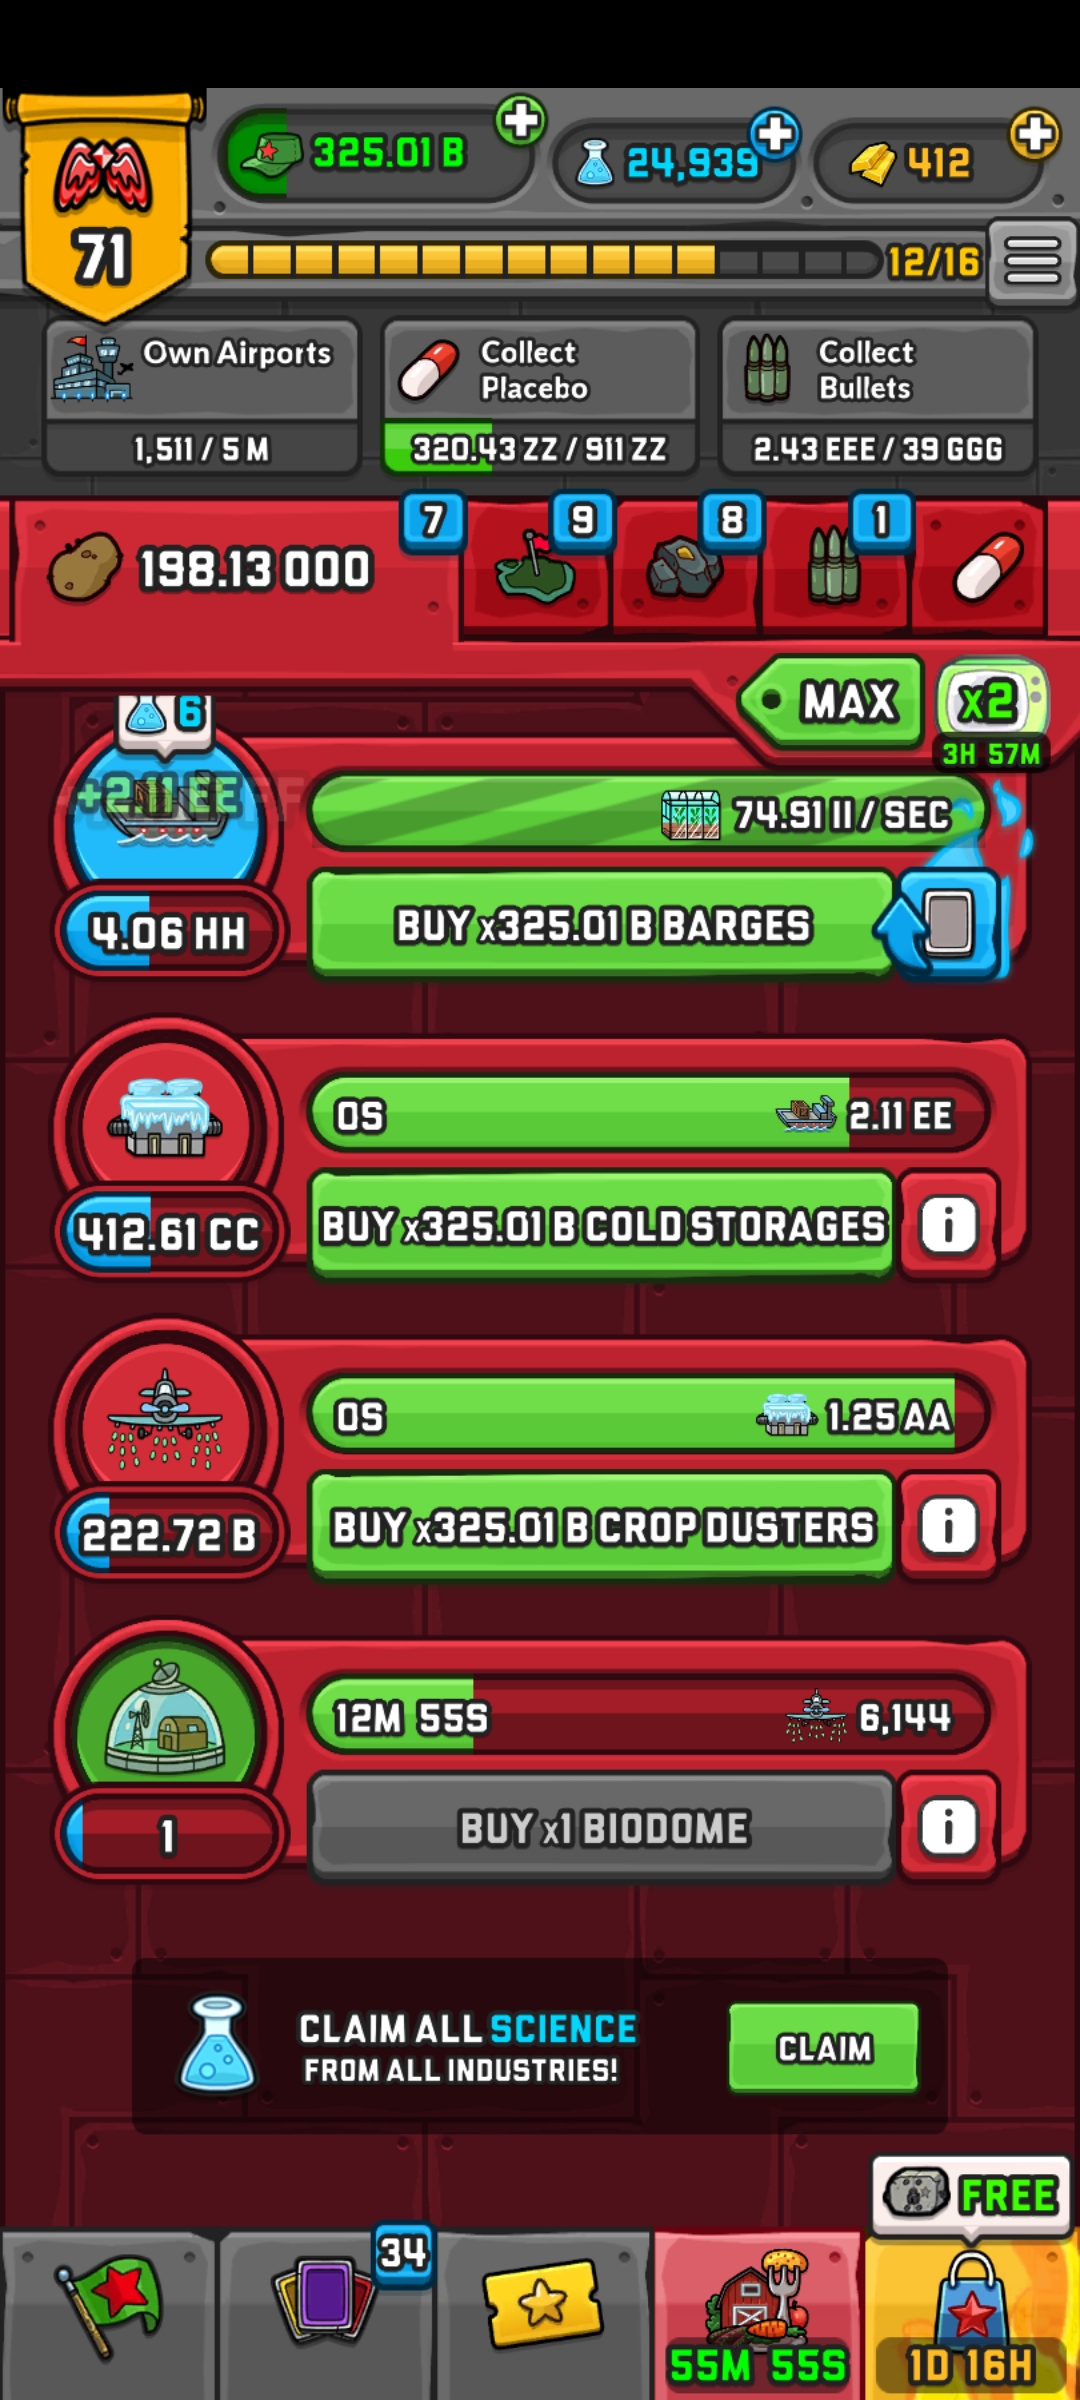 325.01 B
24,939
412
71
12/16
Own Airports
1,511 / 5 M
Collect
Placebo
320.43 ZZ / 911 ZZ
Collect
Bullets
2.43 EEE / 39 GGG
198.13 OOO
7
9
8
1
MAX
x2
3H 57M
6
+2.11 EE
74.91 II / SEC
4.06 HH
BUY x325.01 B BARGES
0S
2.11 EE
412.61 CC
BUY x325.01 B COLD STORAGES
i
0S
1.25 AA
222.72 B
BUY x325.01 B CROP DUSTERS
i
12M 55S
6,144
1
BUY x1 BIODOME
i
CLAIM ALL SCIENCE
FROM ALL INDUSTRIES!
CLAIM
FREE
34
55M 55S
1D 16H